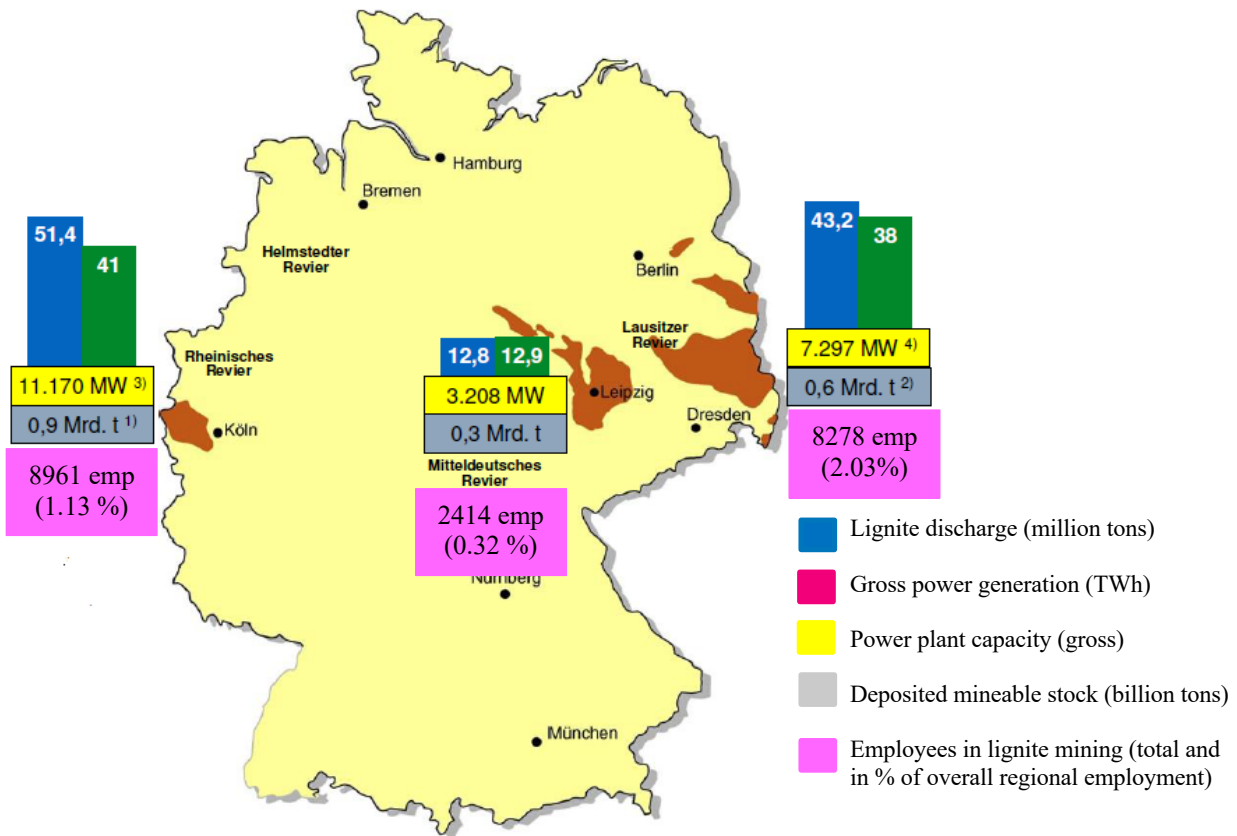 Hamburg
Bremen
51,4
41
Helmstedter
Revier
Berlin
43,2
38
Rheinisches
Revier
12,8
12,9
Lausitzer
Revier
11.170 MW 3)
0,9 Mrd. t 1)
Köln
3.208 MW
0,3 Mrd. t
Leipzig
Dresden
7.297 MW 4)
0,6 Mrd. t 2)
8961 emp
(1.13 %)
Mitteldeutsches
Revier
2414 emp
(0.32 %)
8278 emp
(2.03%)
Nürnberg
München
Lignite discharge (million tons)
Gross power generation (TWh)
Power plant capacity (gross)
Deposited mineable stock (billion tons)
Employees in lignite mining (total and
in % of overall regional employment)